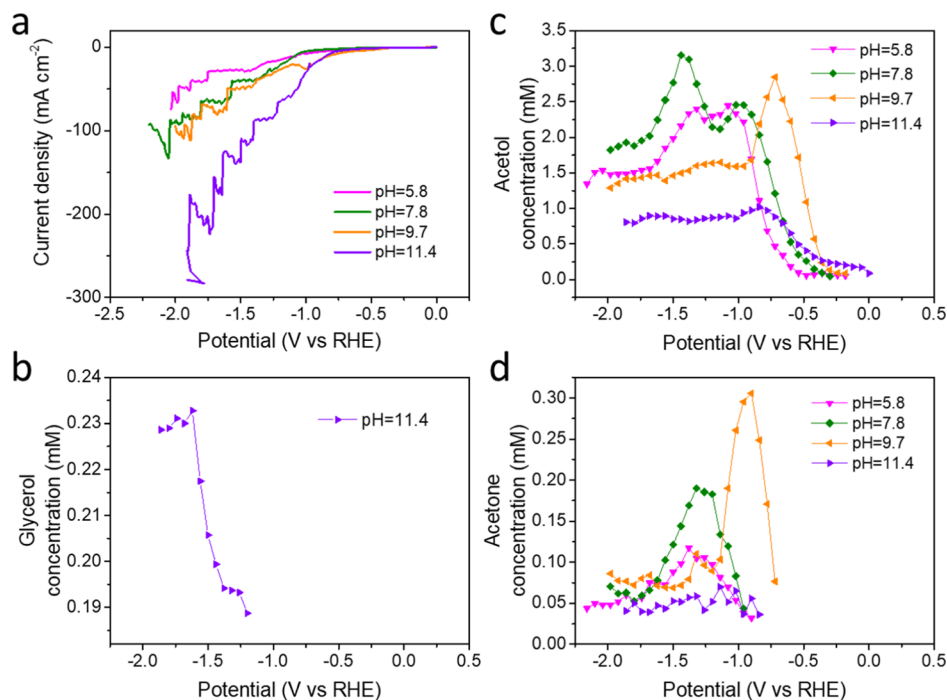 a
Current density (mA cm-2)
0
-100
-200
-300
-2.5
-2.0
-1.5
-1.0
-0.5
0.0
Potential (V vs RHE)
pH=5.8
pH=7.8
pH=9.7
pH=11.4
c
Acetol
concentration (mM)
3.5
3.0
2.5
2.0
1.5
1.0
0.5
0.0
-2.0
-1.5
-1.0
-0.5
0.0
0.5
Potential (V vs RHE)
pH=5.8
pH=7.8
pH=9.7
pH=11.4
b
Glycerol
concentration (mM)
0.24
0.23
0.22
0.21
0.20
0.19
-2.0
-1.5
-1.0
-0.5
0.0
0.5
Potential (V vs RHE)
pH=11.4
d
Acetone
concentration (mM)
0.30
0.25
0.20
0.15
0.10
0.05
0.00
-2.0
-1.5
-1.0
-0.5
0.0
0.5
Potential (V vs RHE)
pH=5.8
pH=7.8
pH=9.7
pH=11.4